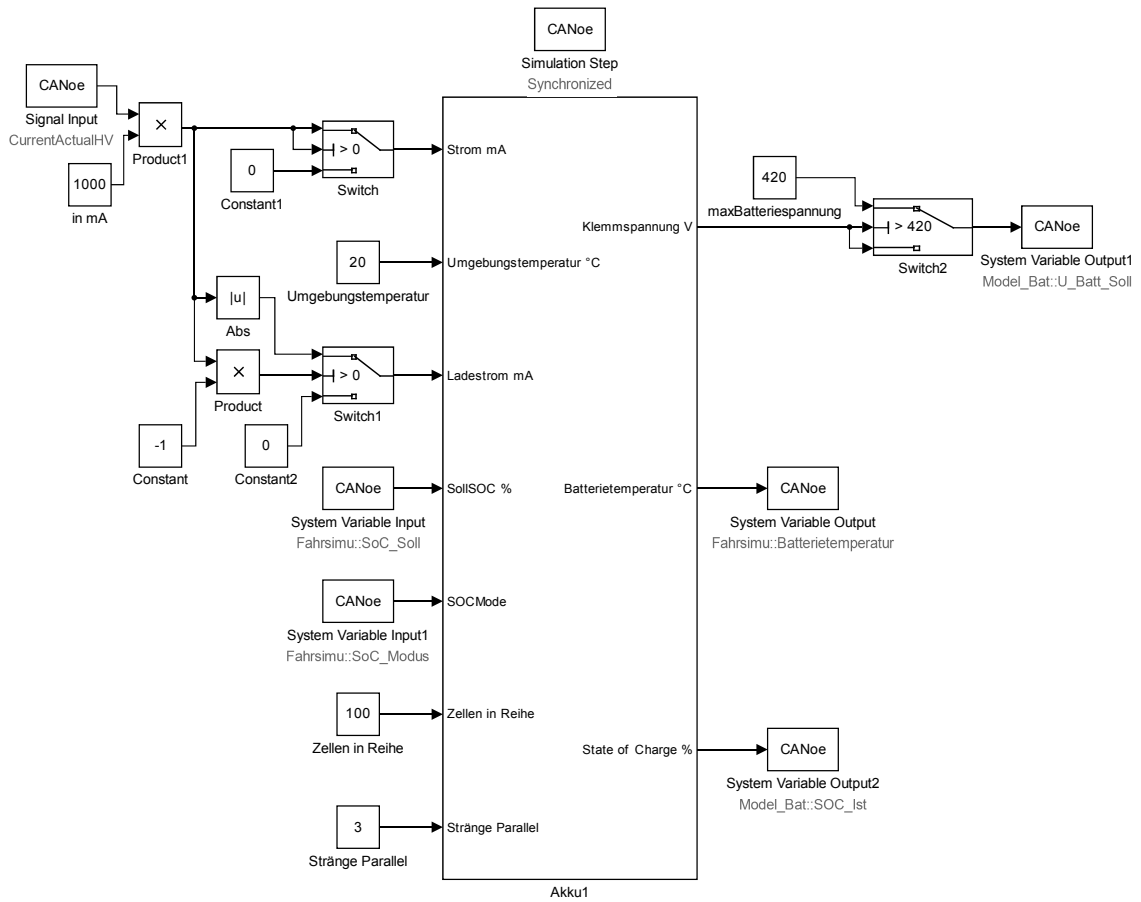 CANoe
Simulation Step
Synchronized
CANoe
Signal Input
CurrentActualHV
×
Product1
1000
in mA
> 0
Switch
0
Constant1
Strom mA
20
Umgebungstemperatur
Umgebungstemperatur °C
|u|
Abs
×
Product
-1
Constant
> 0
Switch1
0
Constant2
Ladestrom mA
CANoe
System Variable Input
Fahrsimu::SoC_Soll
SollSOC %
CANoe
System Variable Input1
Fahrsimu::SoC_Modus
SOCMode
100
Zellen in Reihe
Zellen in Reihe
3
Stränge Parallel
Stränge Parallel
Akku1
Klemmspannung V
420
maxBatteriespannung
> 420
Switch2
CANoe
System Variable Output1
Model_Bat::U_Batt_Soll
Batterietemperatur °C
CANoe
System Variable Output
Fahrsimu::Batterietemperatur
State of Charge %
CANoe
System Variable Output2
Model_Bat::SOC_Ist